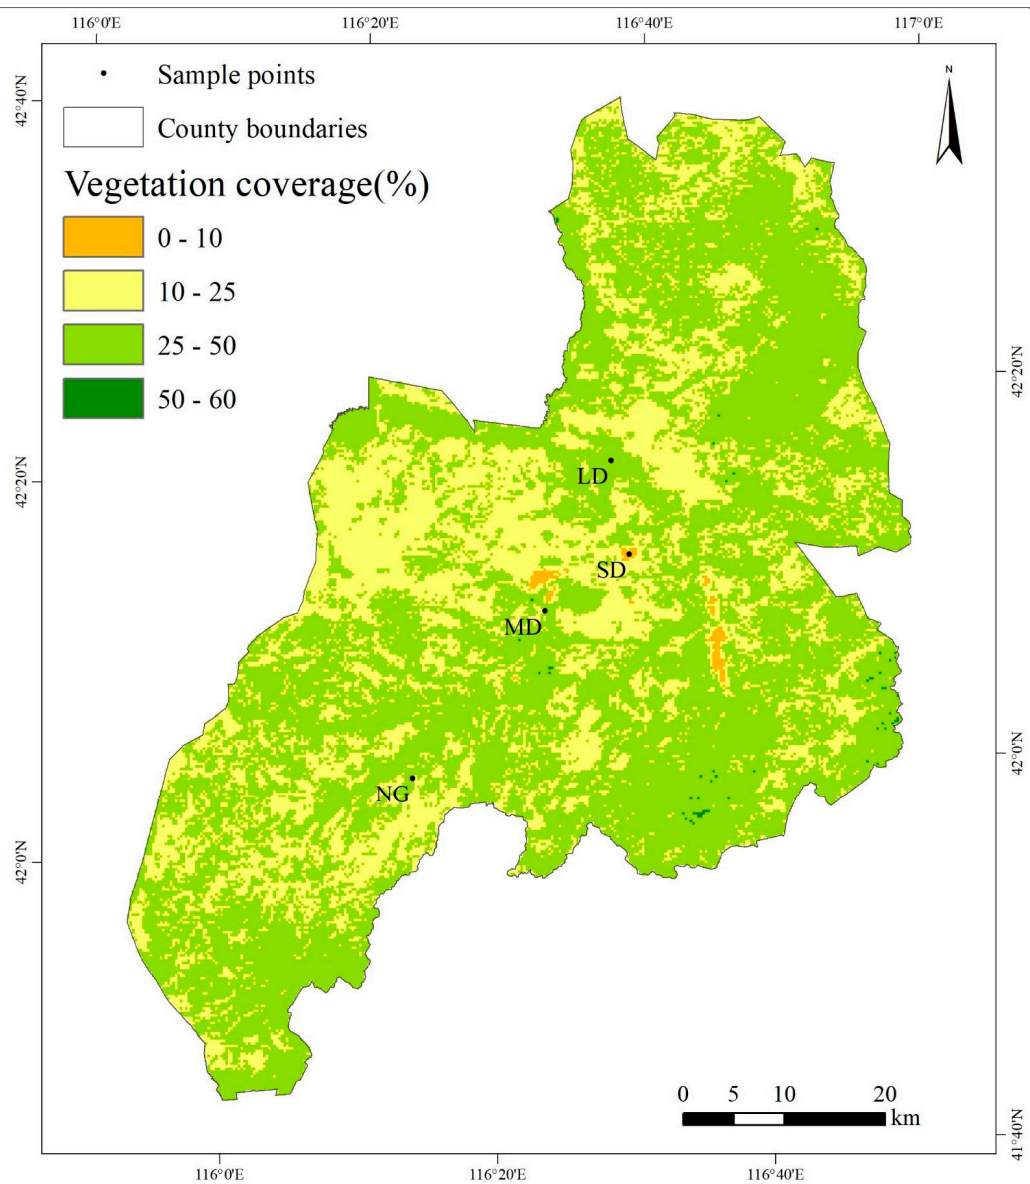 116°0'E 116°20'E 116°40'E 117°0'E
N
Sample points
County boundaries
Vegetation coverage(%)
0 - 10
10 - 25
25 - 50
50 - 60
42°40'N
42°20'N
42°0'N
42°20'N
42°0'N
41°40'N
LD
SD
MD
NG
0 5 10 20
km
116°0'E 116°20'E 116°40'E